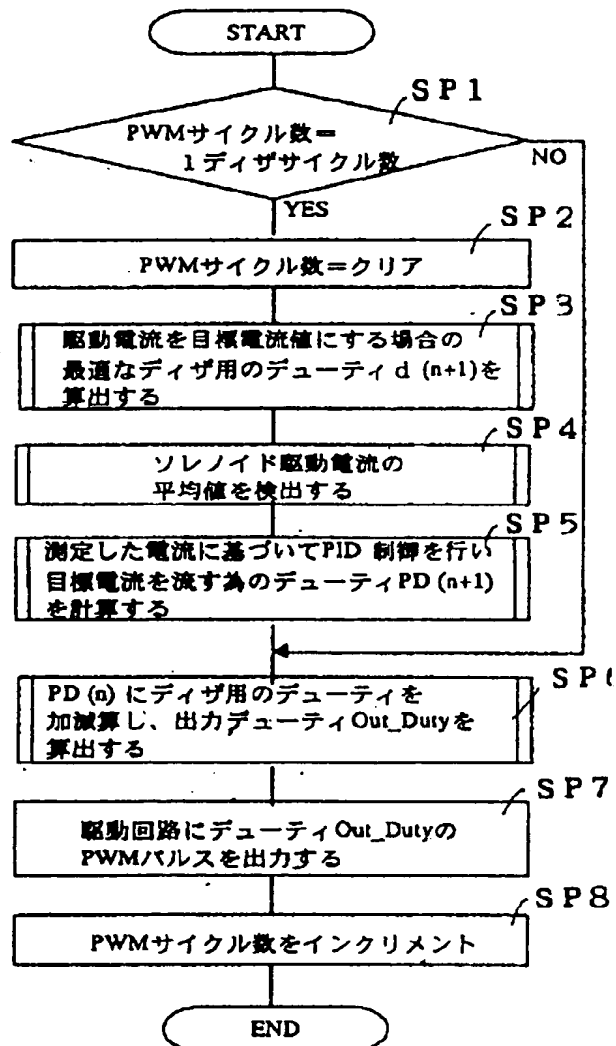 START
SP1
PWMサイクル数＝
1 ディザサイクル数
NO
YES
SP2
PWMサイクル数＝クリア
SP3
駆動電流を目標電流値にする場合の
最適なディザ用のデューティ d (n+1)を
算出する
SP4
ソレノイド駆動電流の
平均値を検出する
SP5
測定した電流に基づいてPID 制御を行い
目標電流を流す為のデューティPD (n+1)
を計算する
SP6
PD (n) にディザ用のデューティを
加減算し、出力デューティOut_Dutyを
算出する
SP7
駆動回路にデューティOut_Dutyの
PWMパルスを出力する
SP8
PWMサイクル数をインクリメント
END